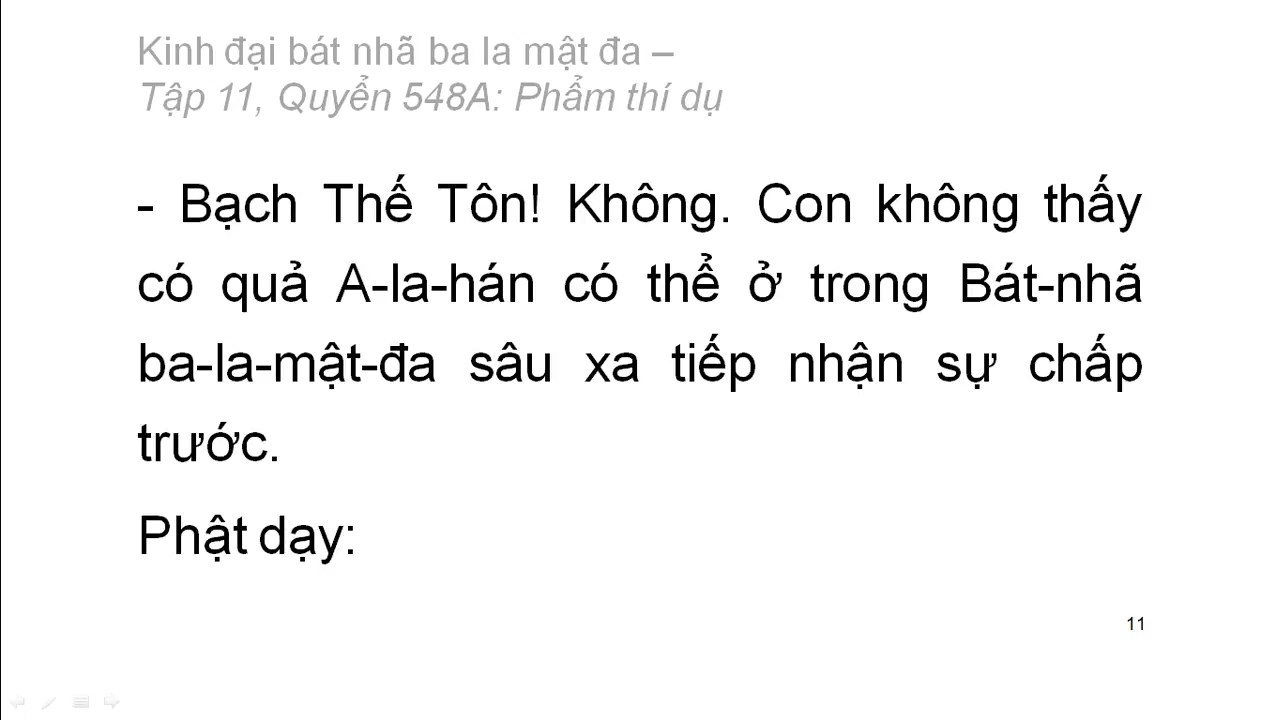 Kinh đại bát nhã ba la mật đa –
Tập 11, Quyển 548A: Phẩm thí dụ
- Bạch Thế Tôn! Không. Con không thấy
có quả A-la-hán có thể ở trong Bát-nhã
ba-la-mật-đa sâu xa tiếp nhận sự chấp
trước.
Phật dạy:
11